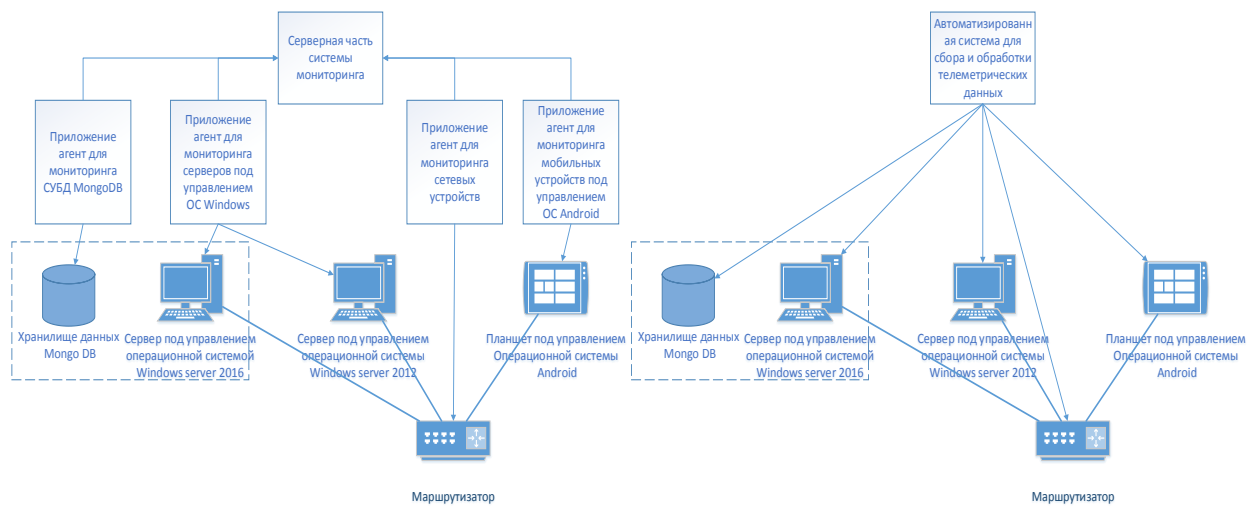 Серверная часть
системы
мониторинга
Автоматизированн
ая система для
сбора и обработки
телеметрических
данных
Приложение
агент для
мониторинга
СУБД MongoDB
Приложение
агент для
мониторинга
серверов под
управлением
ОС Windows
Приложение
агент для
мониторинга
сетевых
устройств
Приложение
агент для
мониторинга
мобильных
устройств под
управлением
ОС Android
Хранилище данных
Mongo DB
Сервер под управлением
операционной системой
Windows server 2016
Сервер под управлением
операционной системы
Windows server 2012
Планшет под управлением
Операционной системы
Android
Маршрутизатор
Хранилище данных
Mongo DB
Сервер под управлением
операционной системой
Windows server 2016
Сервер под управлением
операционной системы
Windows server 2012
Планшет под управлением
Операционной системы
Android
Маршрутизатор